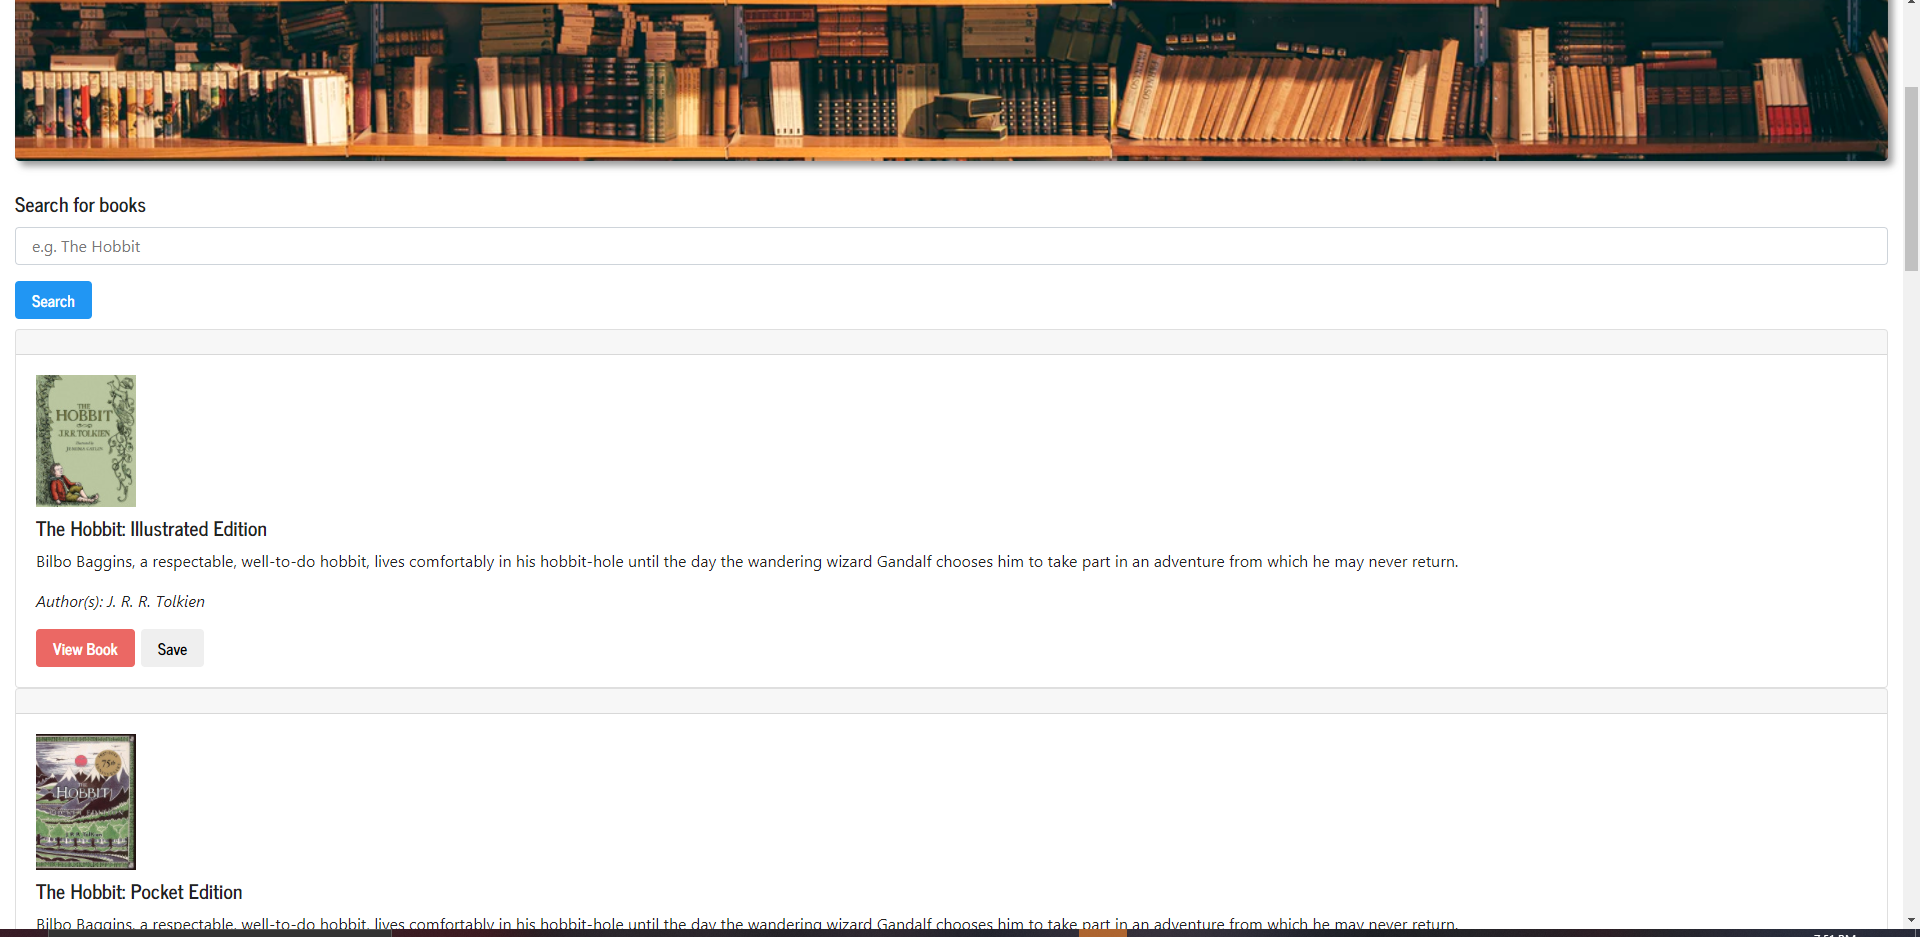 Search for books
e.g. The Hobbit
Search
THE
HOBBIT
J.R.R. TOLKIEN
The Hobbit: Illustrated Edition
Bilbo Baggins, a respectable, well-to-do hobbit, lives comfortably in his hobbit-hole until the day the wandering wizard Gandalf chooses him to take part in an adventure from which he may never return.
Author(s): J. R. R. Tolkien
View Book Save
75th
THE
HOBBIT
The Hobbit: Pocket Edition
Bilbo Baggins, a respectable, well-to-do hobbit, lives comfortably in his hobbit-hole until the day the wandering wizard Gandalf chooses him to take part in an adventure from which he may never return.